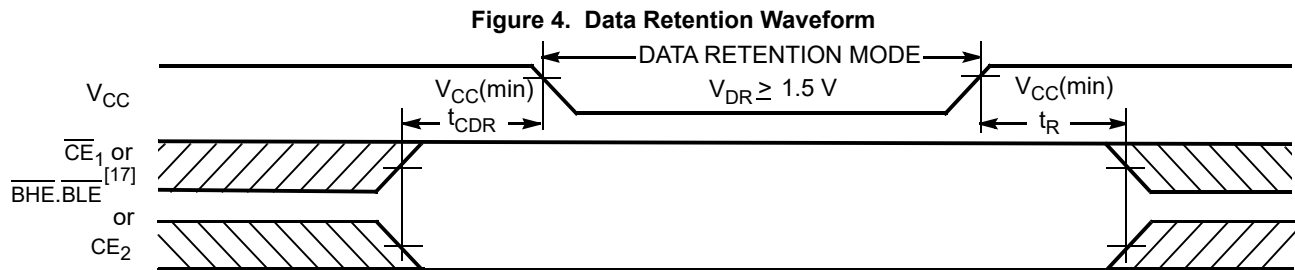 Figure 4. Data Retention Waveform
DATA RETENTION MODE
VCC
VCC(min)
VDR ≥ 1.5 V
VCC(min)
tCDR
tR
CE1 or
BHE.BLE[17]
or
CE2